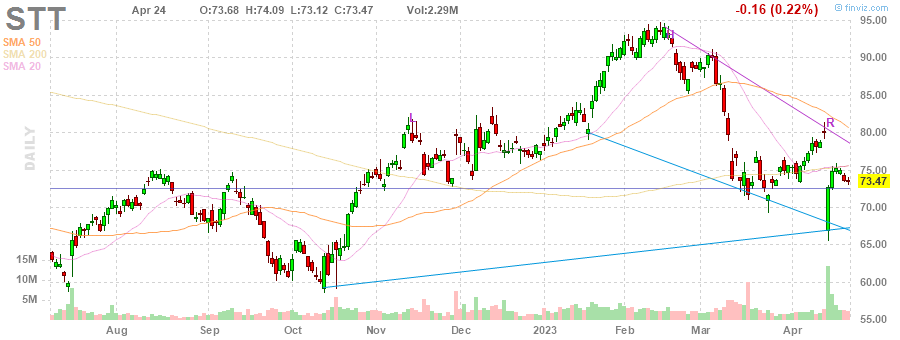 © finviz.com
STT
Apr 24 O:73.68 H:74.09 L:73.12 C:73.47 Vol:2.29M -0.16 (0.22%)
SMA 50
SMA 200
SMA 20
DAILY
95.00
90.00
85.00
80.00
75.00
73.47
70.00
65.00
60.00
55.00
15M
10M
5M
R
Aug Sep Oct Nov Dec 2023 Feb Mar Apr